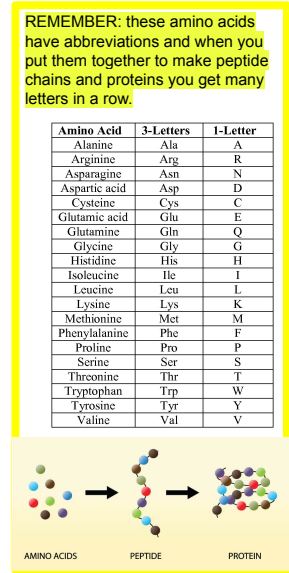 REMEMBER: these amino acids
have abbreviations and when you
put them together to make peptide
chains and proteins you get many
letters in a row.
Amino Acid 3-Letters 1-Letter
Alanine Ala A
Arginine Arg R
Asparagine Asn N
Aspartic acid Asp D
Cysteine Cys C
Glutamic acid Glu E
Glutamine Gln Q
Glycine Gly G
Histidine His H
Isoleucine Ile I
Leucine Leu L
Lysine Lys K
Methionine Met M
Phenylalanine Phe F
Proline Pro P
Serine Ser S
Threonine Thr T
Tryptophan Trp W
Tyrosine Tyr Y
Valine Val V
AMINO ACIDS PEPTIDE PROTEIN